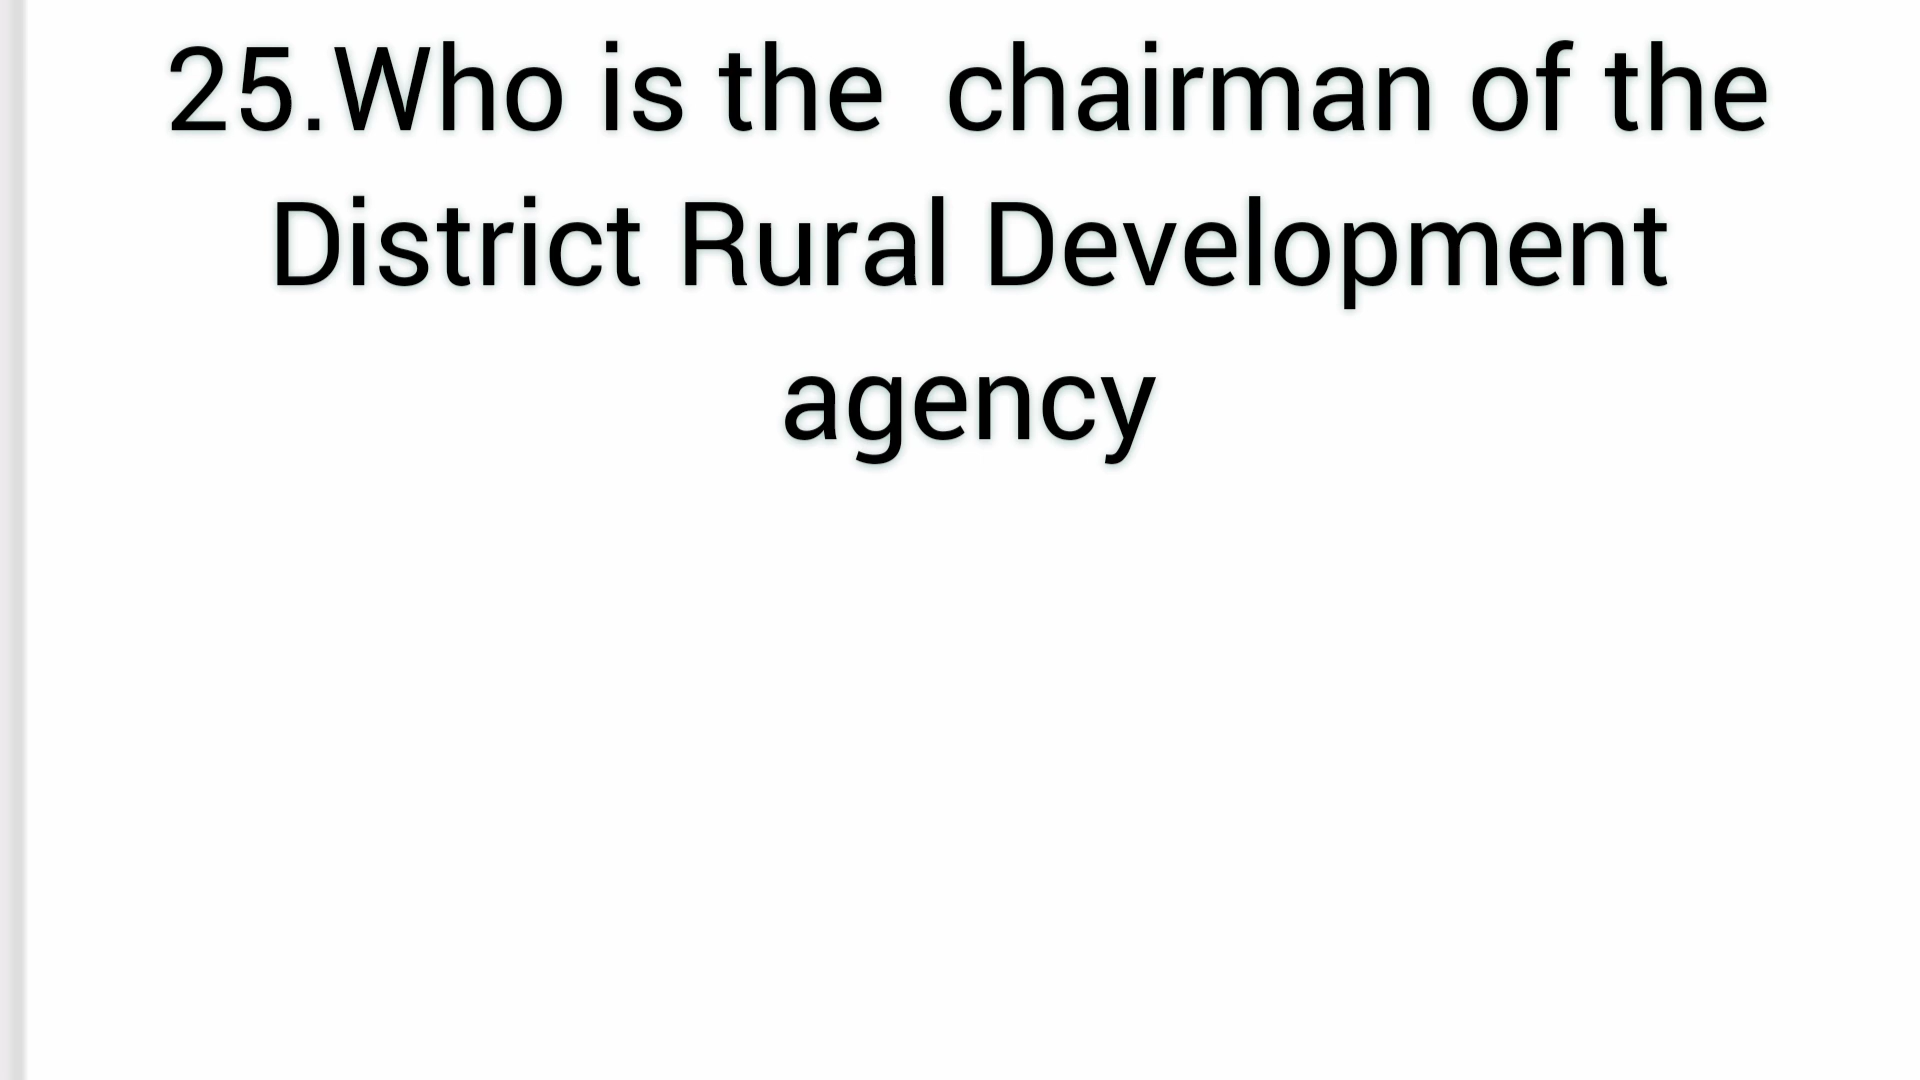 25.Who is the  chairman of the
District Rural Development
agency